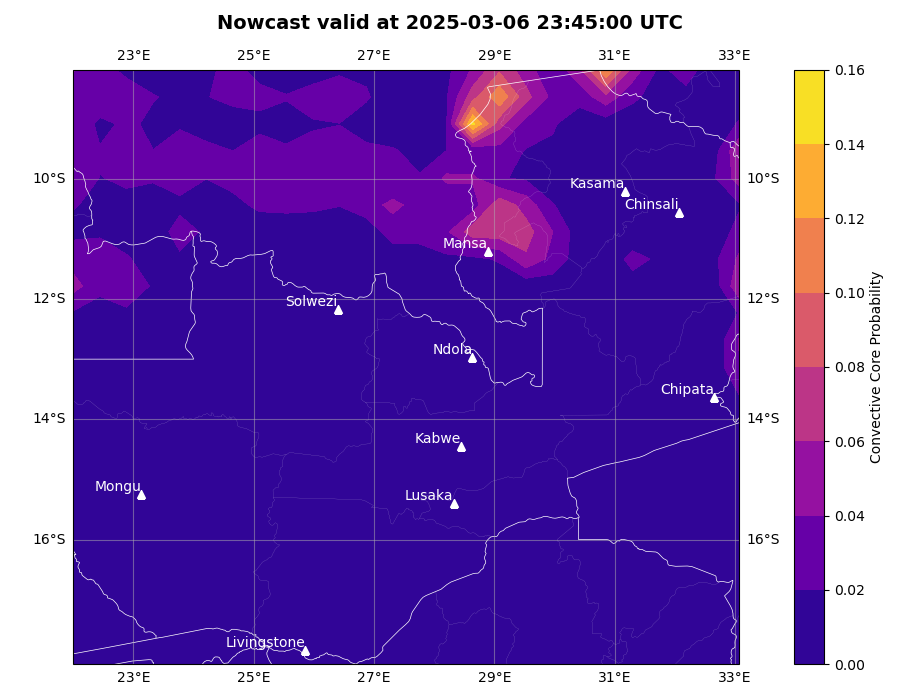 Nowcast valid at 2025-03-06 23:45:00 UTC
23°E 25°E 27°E 29°E 31°E 33°E
0.16
0.14
0.12
0.10
0.08
0.06
0.04
0.02
0.00
Convective Core Probability
10°S 10°S
12°S 12°S
14°S 14°S
16°S 16°S
Kasama
Chinsali
Mansa
Solwezi
Ndola
Chipata
Kabwe
Mongu
Lusaka
Livingstone
23°E 25°E 27°E 29°E 31°E 33°E